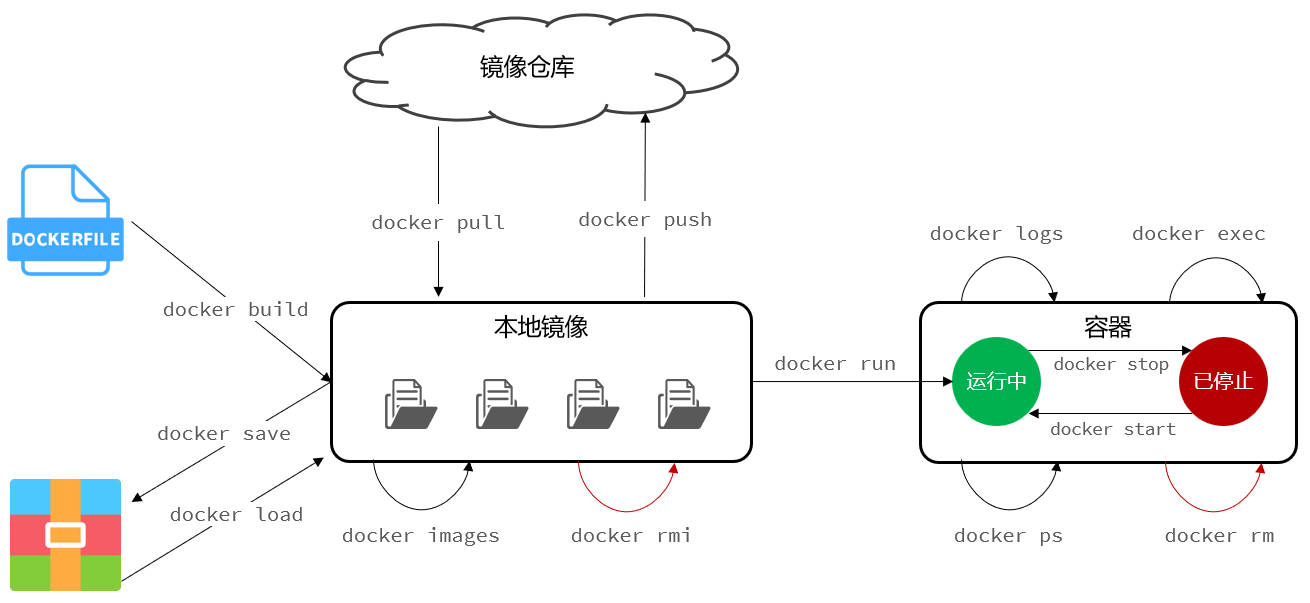 镜像仓库
docker pull
docker push
DOCKERFILE
docker build
docker save
docker load
本地镜像
docker images
docker rmi
docker run
docker logs
docker exec
容器
运行中
docker stop
已停止
docker start
docker ps
docker rm